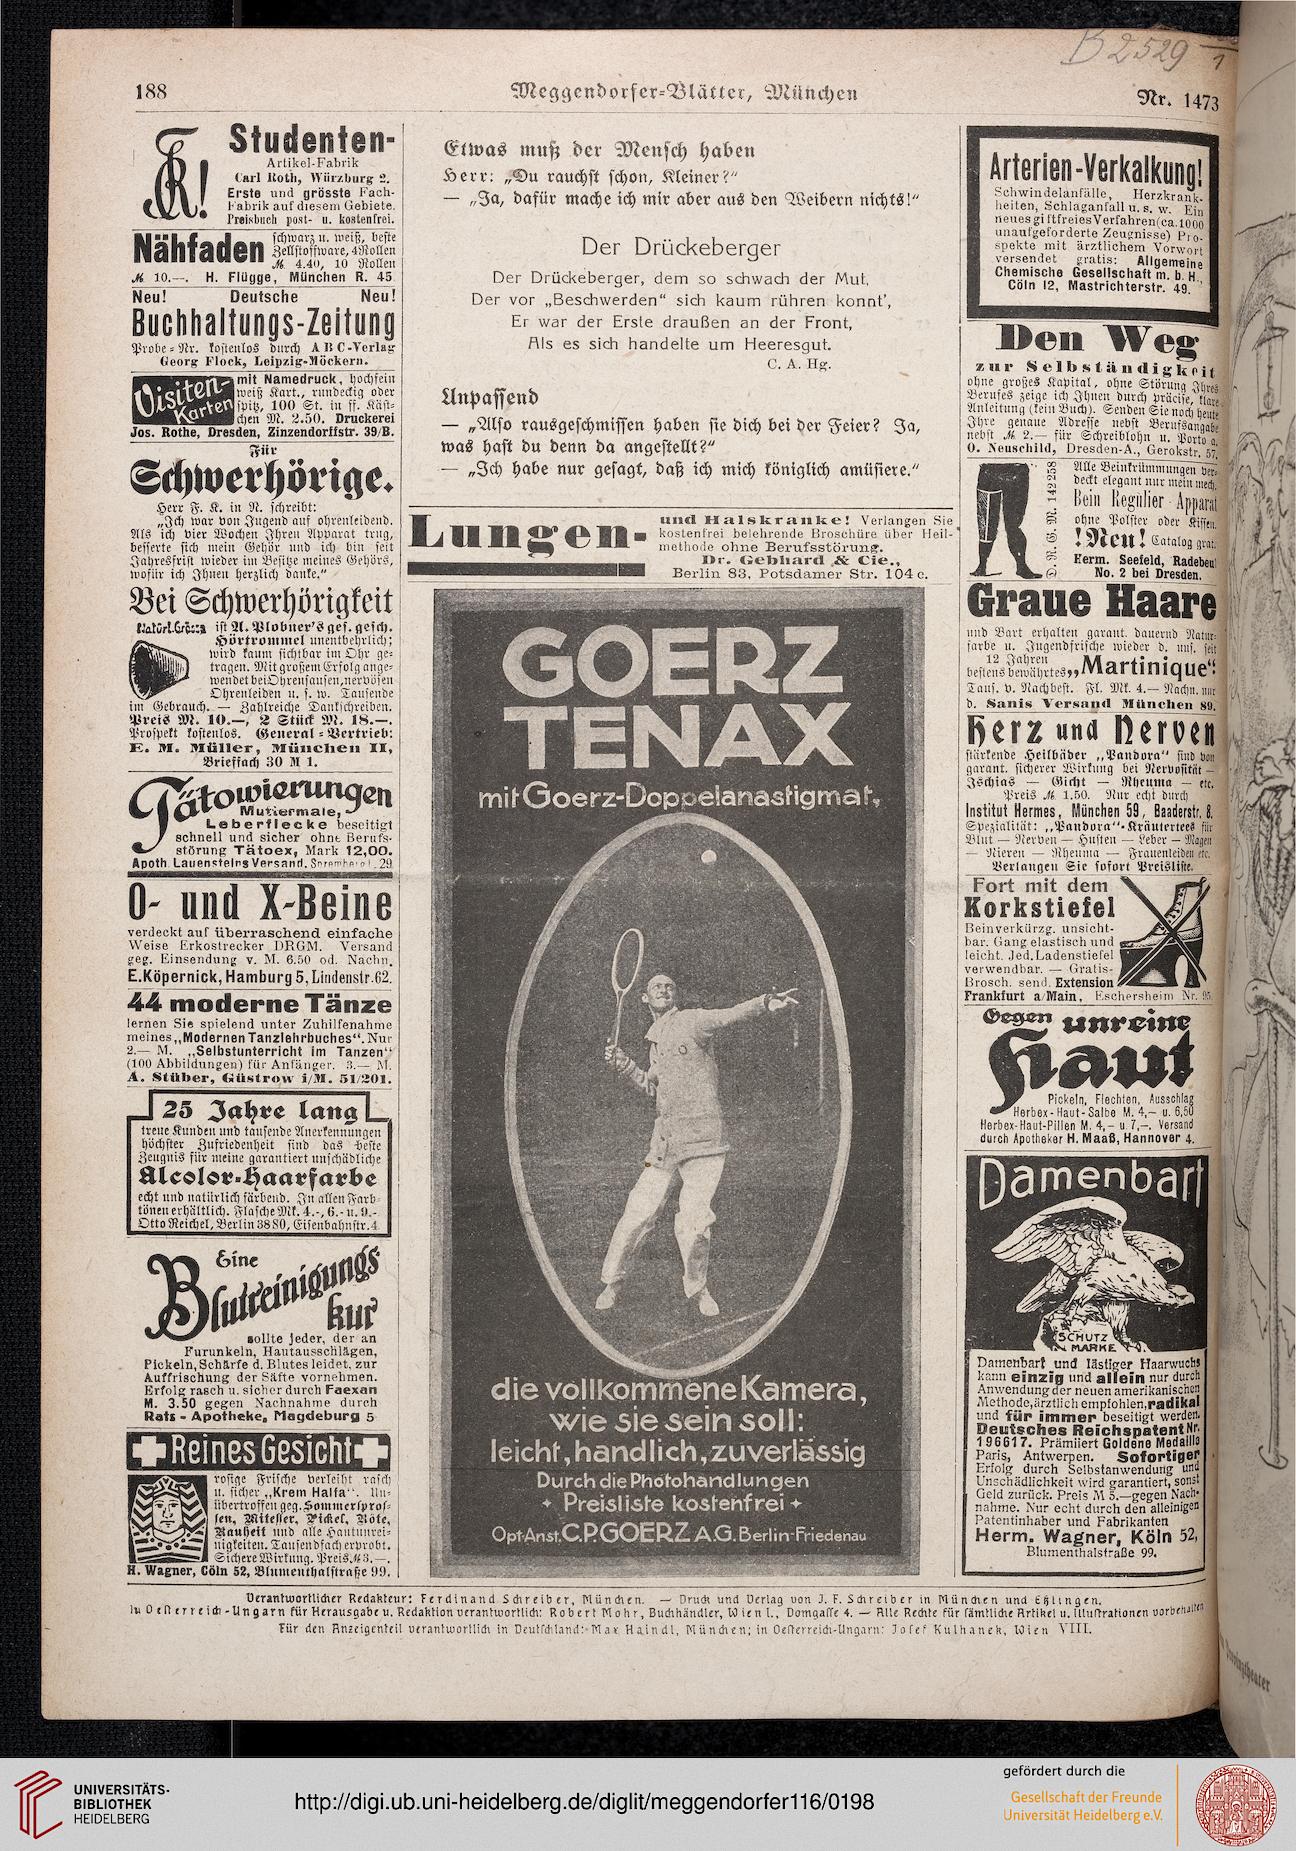 B 2529
1
188
Meggendorfer-Blätter, München
Nr. 1473
K!
Studenten-
Artikel-Fabrik
Carl Roth, Würzburg 2.
Erste und grösste Fach-
Fabrik auf diesem Gebiete.
Preisbuch post- u. kostenfrei.
Nähfaden
schwarz u. weiß, beste
Zellstoffware, 4 Rollen
M. 4.40, 10 Rollen
M 10.—. H. Flügge, München R. 45
Neu! Deutsche Neu!
Buchhaltungs-Zeitung
Probe-Nr. kostenlos durch ABC-Verlag
Georg Flock, Leipzig-Möckern.
Visiten-
Karten
mit Namedruck, hochfein
weiß Kart., rundeckig oder
spitz, 100 St. in ff. Käst-
chen M. 2.50. Druckerei
Jos. Rothe, Dresden, Zinzendorffstr. 39/B.
Für
Schwerhörige.
Herr F. K. in N. schreibt:
„Ich war von Jugend auf ohrenleidend.
Als ich vier Wochen Ihren Apparat trug,
besserte sich mein Gehör und ich bin seit
Jahresfrist wieder im Besitze meines Gehörs,
wofür ich Ihnen herzlich danke.“
Bei Schwerhörigkeit
Natürl. Grösse
ist A. Plobner's ges. gesch.
Hörtrommel unentbehrlich;
wird kaum sichtbar im Ohr ge-
tragen. Mit großem Erfolg ange-
wendet bei Ohrensausen, nervösen
Ohrenleiden u. s. w. Tausende
im Gebrauch. — Zahlreiche Dankschreiben.
Preis M. 10.—, 2 Stück M. 18.—.
Prospekt kostenlos. General-Vertrieb:
E. M. Müller, München II,
Brieffach 30 M 1.
Tätowierungen
Muttermale,
Leberflecke beseitigt
schnell und sicher ohne Berufs-
störung Tätoex, Mark 12,00.
Apoth. Lauensteins Versand, 29
O- und X-Beine
verdeckt auf überraschend einfache
Weise Erkostrecker DRGM. Versand
geg. Einsendung v. M. 6.50 od. Nachn.
E. Köpernick, Hamburg 5, Lindenstr. 62.
44 moderne Tänze
lernen Sie spielend unter Zuhilfenahme
meines „Modernen Tanzlehrbuches“. Nur
2.— M. „Selbstunterricht im Tanzen“
(100 Abbildungen) für Anfänger. 3.— M.
A. Stüber, Güstrow i/M. 51/201.
25 Jahre lang
treue Kunden und tausende Anerkennungen
höchster Zufriedenheit sind das beste
Zeugnis für meine garantiert unschädliche
Alcolor-Haarfarbe
echt und natürlich färbend. In allen Farb-
tönen erhältlich. Flasche Mk. 4.-, 6.- u. 9.-
Otto Reichel, Berlin 38 SO, Eisenbahnstr. 4
Eine
Blutreinigungs
kur
sollte jeder, der an
Furunkeln, Hautausschlägen,
Pickeln, Schärfe d. Blutes leidet, zur
Auffrischung der Säfte vornehmen.
Erfolg rasch u. sicher durch Faexan
M. 3.50 gegen Nachnahme durch
Rats-Apotheke, Magdeburg 5
Reines Gesicht
rosige Frische verleiht rasch
u. sicher „Krem Halfa“. Un-
übertroffen geg. Sommerspros-
sen, Mitesser, Pickel, Röte,
Rauheit und alle Hautunrei-
nigkeiten. Tausendfach erprobt.
Sichere Wirkung. Preis M 3.—.
H. Wagner, Cöln 52, Blumenthalstraße 99.
Etwas muß der Mensch haben
Herr: „Du rauchst schon, Kleiner?“
— „Ja, dafür mache ich mir aber aus den Weibern nichts!“
Der Drückeberger
Der Drückeberger, dem so schwach der Mut,
Der vor „Beschwerden“ sich kaum rühren konnt',
Er war der Erste draußen an der Front,
Als es sich handelte um Heeresgut.
C. A. Hg.
Unpassend
— „Also rausgeschmissen haben sie dich bei der Feier? Ja,
was hast du denn da angestellt?“
— „Ich habe nur gesagt, daß ich mich königlich amüsiere.“
Lungen-
und Halskranke! Verlangen Sie
kostenfrei belehrende Broschüre über Heil-
methode ohne Berufsstörung.
Dr. Gebhard & Cie.,
Berlin 83, Potsdamer Str. 104 c.
GOERZ
TENAX
mit Goerz-Doppelanastigmat,
die vollkommene Kamera,
wie sie sein soll:
leicht, handlich, zuverlässig
Durch die Photohandlungen
+ Preisliste kostenfrei +
Opt. Anst. C. P. GOERZ A.G. Berlin-Friedenau
Arterien-Verkalkung!
Schwindelanfälle, Herzkrank-
heiten, Schlaganfall u. s. w. Ein
neues giftfreies Verfahren (ca. 1000
unaufgeforderte Zeugnisse) Pro-
spekte mit ärztlichem Vorwort
versendet gratis: Allgemeine
Chemische Gesellschaft m. b. H.,
Cöln 12, Mastrichterstr. 49.
Den Weg
zur Selbständigkeit
ohne großes Kapital, ohne Störung Ihres
Berufes zeige ich Ihnen durch präcise, klare
Anleitung (kein Buch). Senden Sie noch heute
Ihre genaue Adresse nebst Berufsangabe
nebst M 2.— für Schreiblohn u. Porto a.
O. Neuschild, Dresden-A., Gerokstr. 57.
D. R. G. M. 142258
Alle Beinkrümmungen ver-
deckt elegant nur mein mech.
Bein Regulier-Apparat
ohne Polster oder Kissen.
! Neu! Catalog grat.
Herm. Seefeld, Radebeul
No. 2 bei Dresden.
Graue Haare
und Bart erhalten garant. dauernd Natur-
farbe u. Jugendfrische wieder d. uns. seit
12 Jahren
bestens bewährtes „Martinique“.
Taus. v. Nachbest. Fl. Mk. 4.— Nachn. nur
d. Sanis Versand München 89.
Herz und Nerven
stärkende Heilbäder „Pandora“ sind von
garant. sicherer Wirkung bei Nervosität —
Ischias — Gicht — Rheuma — etc.
Preis M. 1.50. Nur echt durch
Institut Hermes, München 59, Baaderstr. 8.
Spezialität: „Pandora“-Kräutertees für
Blut — Nerven — Husten — Leber — Magen
— Nieren — Rheuma — Frauenleiden etc.
Verlangen Sie sofort Preisliste.
Fort mit dem
Korkstiefel
Beinverkürzg. unsicht-
bar. Gang elastisch und
leicht. Jed. Ladenstiefel
verwendbar. — Gratis-
Brosch. send. Extension
Frankfurt a/Main, Eschersheim Nr. 95
Gegen unreine
Haut
Pickeln, Flechten, Ausschlag
Herbex-Haut-Salbe M. 4,— u. 6,50
Herbex-Haut-Pillen M. 4,— u. 7,—. Versand
durch Apotheker H. Maaß, Hannover 4.
Damenbart
SCHUTZ
MARKE
Damenbart und lästiger Haarwuchs
kann einzig und allein nur durch
Anwendung der neuen amerikanischen
Methode, ärztlich empfohlen, radikal
und für immer beseitigt werden.
Deutsches Reichspatent Nr.
196617. Prämiiert Goldene Medaille
Paris, Antwerpen. Sofortiger
Erfolg durch Selbstanwendung und
Unschädlichkeit wird garantiert, sonst
Geld zurück. Preis M 5.— gegen Nach-
nahme. Nur echt durch den alleinigen
Patentinhaber und Fabrikanten
Herm. Wagner, Köln 52,
Blumenthalstraße 99.
Verantwortlicher Redakteur: Ferdinand Schreiber, München. — Druck und Verlag von J. F. Schreiber in München und Eßlingen.
In Oesterreich-Ungarn für Herausgabe u. Redaktion verantwortlich: Robert Mohr, Buchhändler, Wien I., Domgasse 4. — Alle Rechte für sämtliche Artikel u. Illustrationen vorbehalten
Für den Anzeigenteil verantwortlich in Deutschland: Max Haindl, München; in Oesterreich-Ungarn: Josef Kulhanek, Wien VIII.
UNIVERSITÄTS-
BIBLIOTHEK
HEIDELBERG
http://digi.ub.uni-heidelberg.de/diglit/meggendorfer116/0198
gefördert durch die
Gesellschaft der Freunde
Universität Heidelberg e.V.